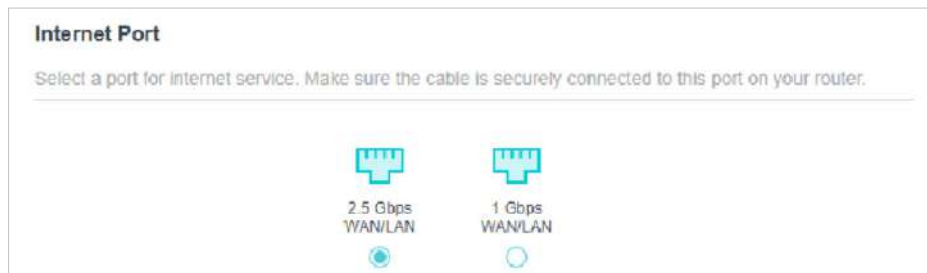 Internet Port
Select a port for internet service. Make sure the cable is securely connected to this port on your router.
2.5 Gbps 1 Gbps
WAN/LAN WAN/LAN